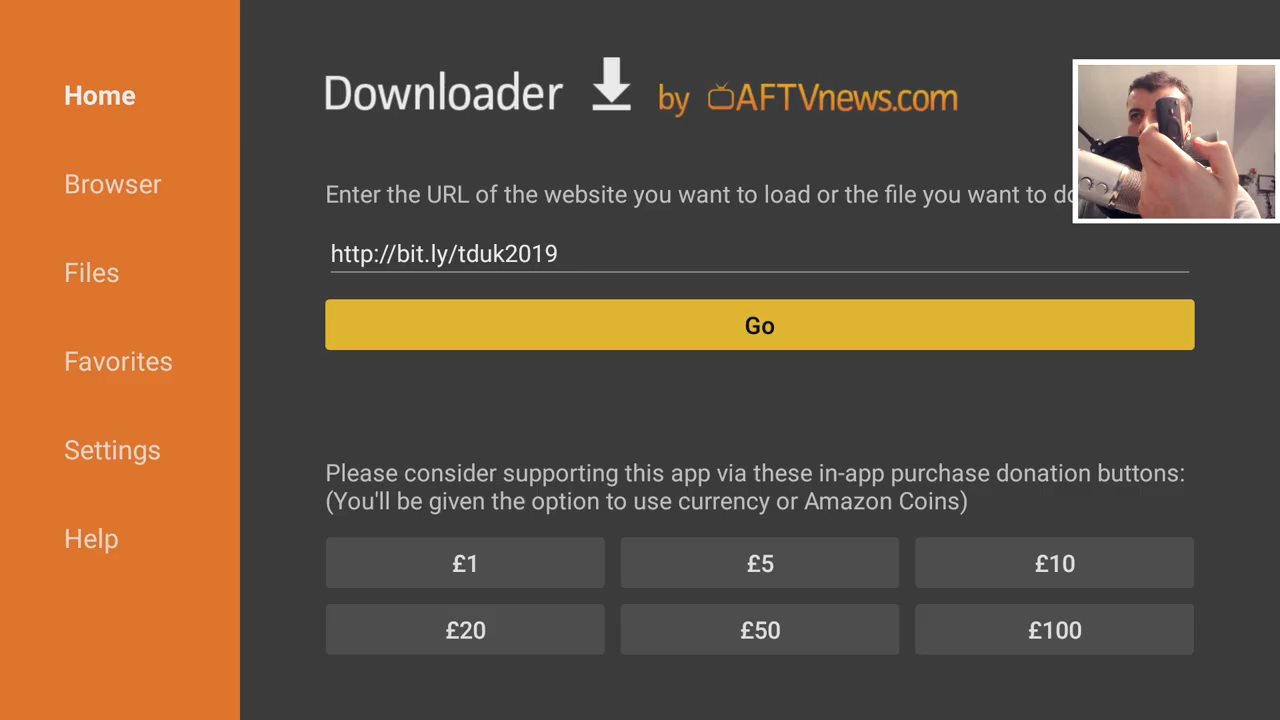 Home
Browser
Files
Favorites
Settings
Help
Downloader by AFTVnews.com
Enter the URL of the website you want to load or the file you want to
http://bit.ly/tduk2019
Go
Please consider supporting this app via these in-app purchase donation buttons:
(You'll be given the option to use currency or Amazon Coins)
£1 £5 £10
£20 £50 £100